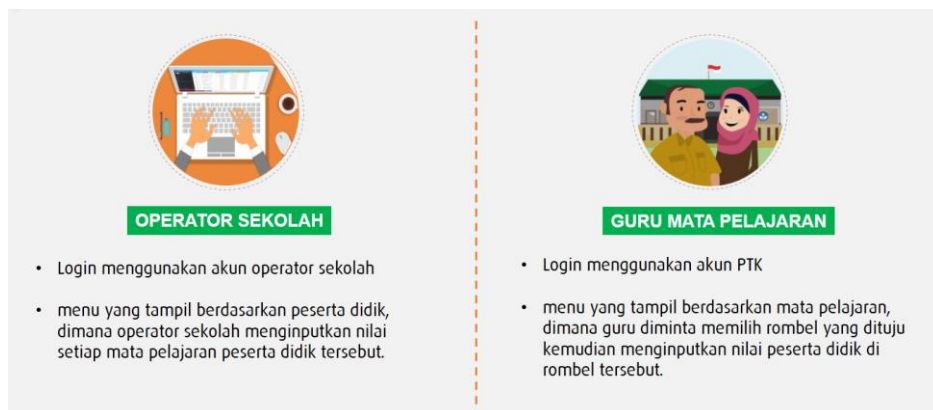 OPERATOR SEKOLAH
• Login menggunakan akun operator sekolah
• menu yang tampil berdasarkan peserta didik,
dimana operator sekolah menginputkan nilai
setiap mata pelajaran peserta didik tersebut.
GURU MATA PELAJARAN
• Login menggunakan akun PTK
• menu yang tampil berdasarkan mata pelajaran,
dimana guru diminta memilih rombel yang dituju
kemudian menginputkan nilai peserta didik di
rombel tersebut.